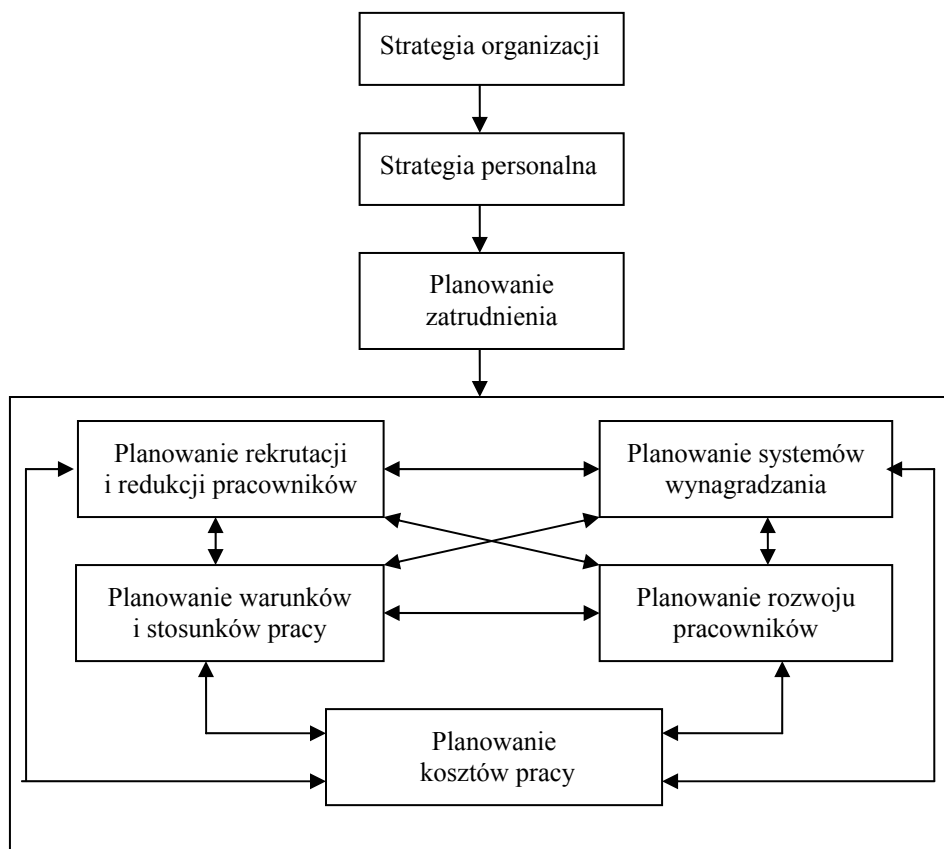 Strategia organizacji
Strategia personalna
Planowanie
zatrudnienia
Planowanie rekrutacji
i redukcji pracowników
Planowanie systemów
wynagradzania
Planowanie warunków
i stosunków pracy
Planowanie rozwoju
pracowników
Planowanie
kosztów pracy